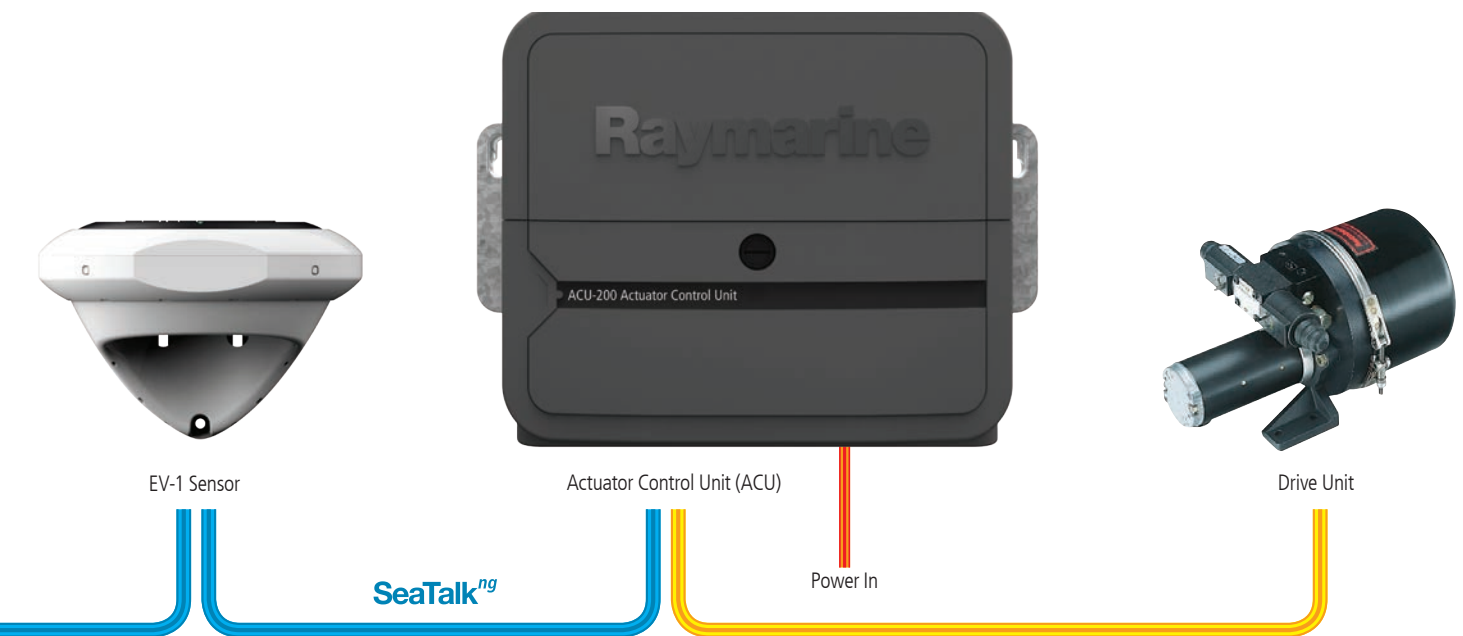 Raymarine
ACU-200 Actuator Control Unit
EV-1 Sensor
Actuator Control Unit (ACU)
Drive Unit
Power In
SeaTalkng